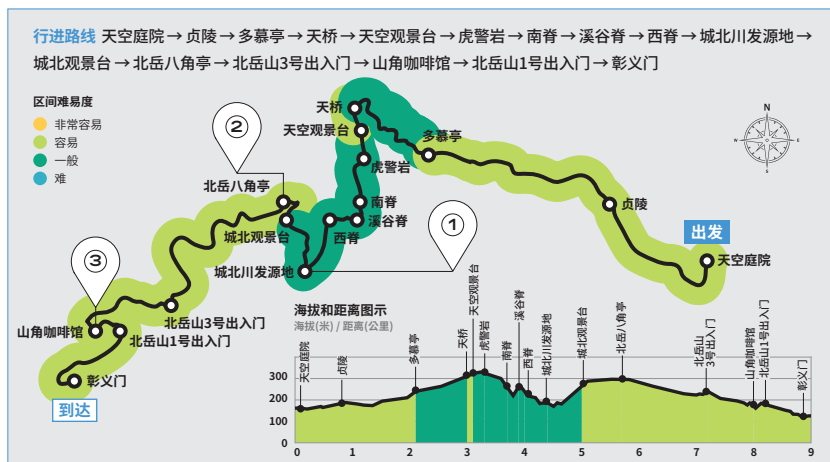 行进路线 天空庭院→贞陵→多慕亭→天桥→天空观景台→虎警岩→南脊→溪谷脊→西脊→城北川发源地→
城北观景台→北岳八角亭→北岳山3号出入门→山角咖啡馆→北岳山1号出入门→彰义门
区间难易度
非常容易
容易
一般
难
天桥
天空观景台
多慕亭
虎警岩
N
E
S
W
②
北岳八角亭
南脊
贞陵
溪谷脊
城北观景台
西脊
①
出发
天空庭院
③
城北川发源地
山角咖啡馆
北岳山3号出入门
北岳山1号出入门
彰义门
到达
海拔和距离图示
海拔(米) / 距离(公里)
天空庭院
贞陵
多慕亭
天桥
天空观景台
虎警岩
南脊
溪谷脊
西脊
城北川发源地
城北观景台
北岳八角亭
北岳山
3号出入门
山角咖啡馆
北岳山1号出入门
彰义门
300
200
100
0
0 1 2 3 4 5 6 7 8 9